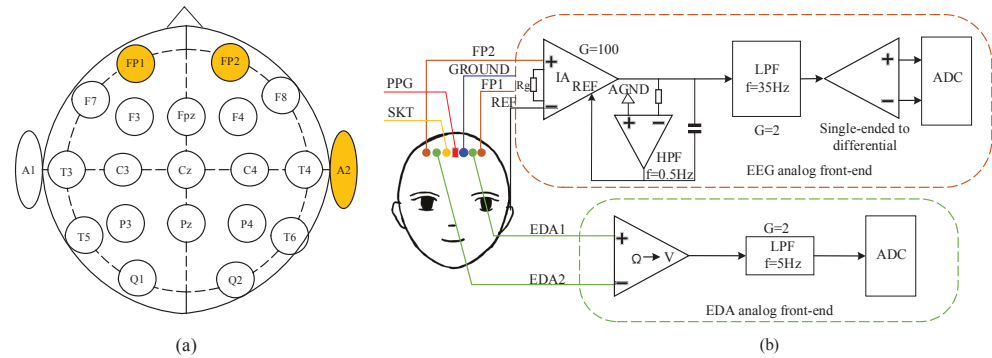 FP1
FP2
F7
F3
Fpz
F4
F8
A1
T3
C3
Cz
C4
T4
A2
T5
P3
Pz
P4
T6
Q1
Q2
(a)
FP2
GROUND
PPG
FP1
SKT
REF
Rg
IA
G=100
REF
AGND
HPF
f=0.5Hz
LPF
f=35Hz
G=2
Single-ended to
differential
ADC
EEG analog front-end
EDA1
EDA2
Ω → V
G=2
LPF
f=5Hz
ADC
EDA analog front-end
(b)